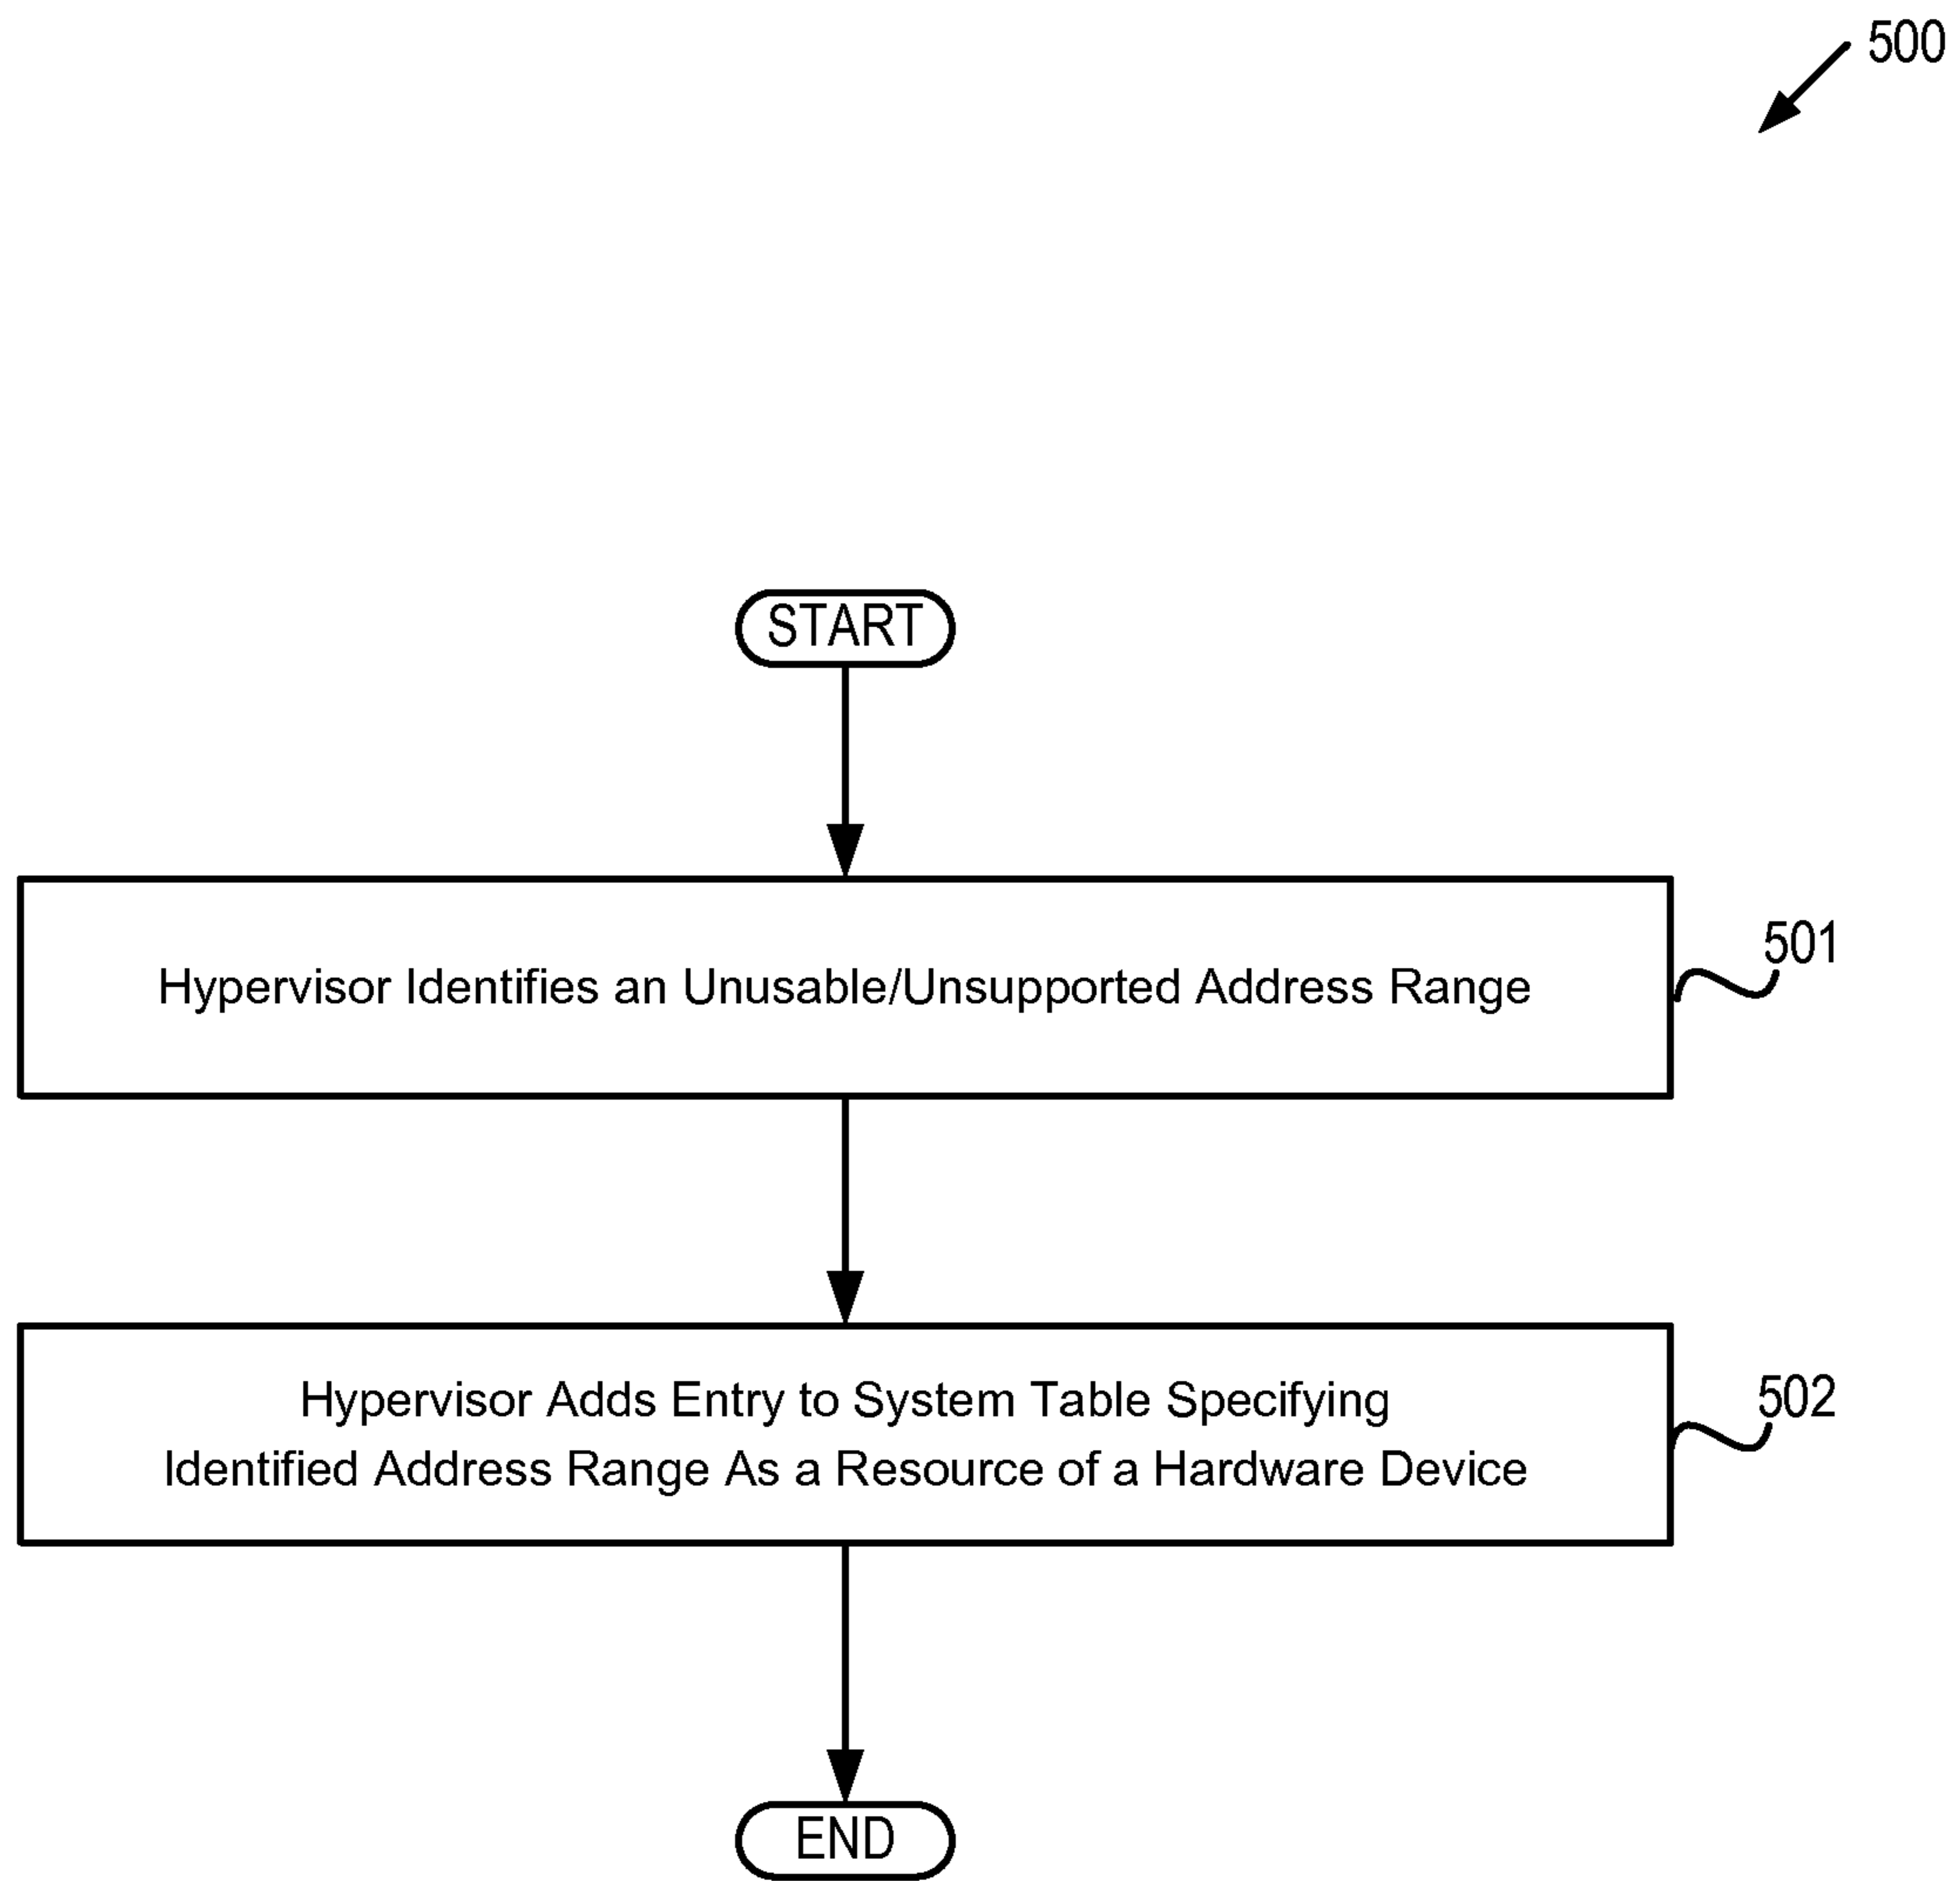 500
START
Hypervisor Identifies an Unusable/Unsupported Address Range
501
Hypervisor Adds Entry to System Table Specifying
Identified Address Range As a Resource of a Hardware Device
502
END